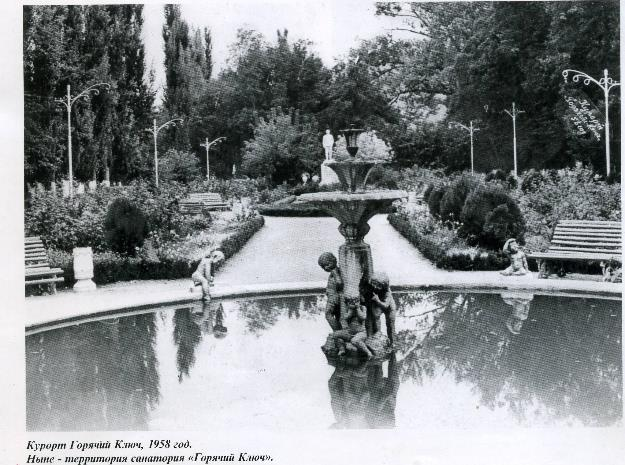 Курорт Горячий Ключ, 1958 год.
Ныне - территория санатория «Горячий Ключ».